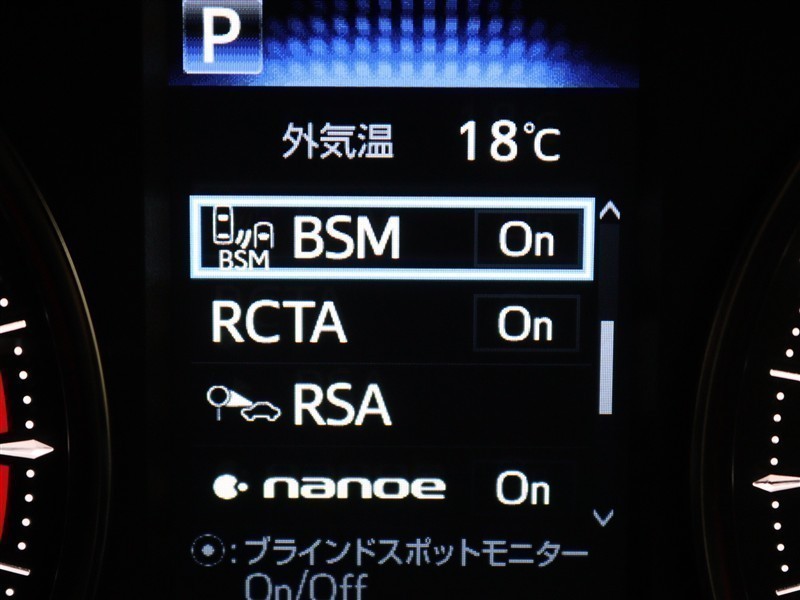 P
外気温 18℃
BSM BSM On
RCTA On
RSA
nanoe On
:ブラインドスポットモニター
On/Off